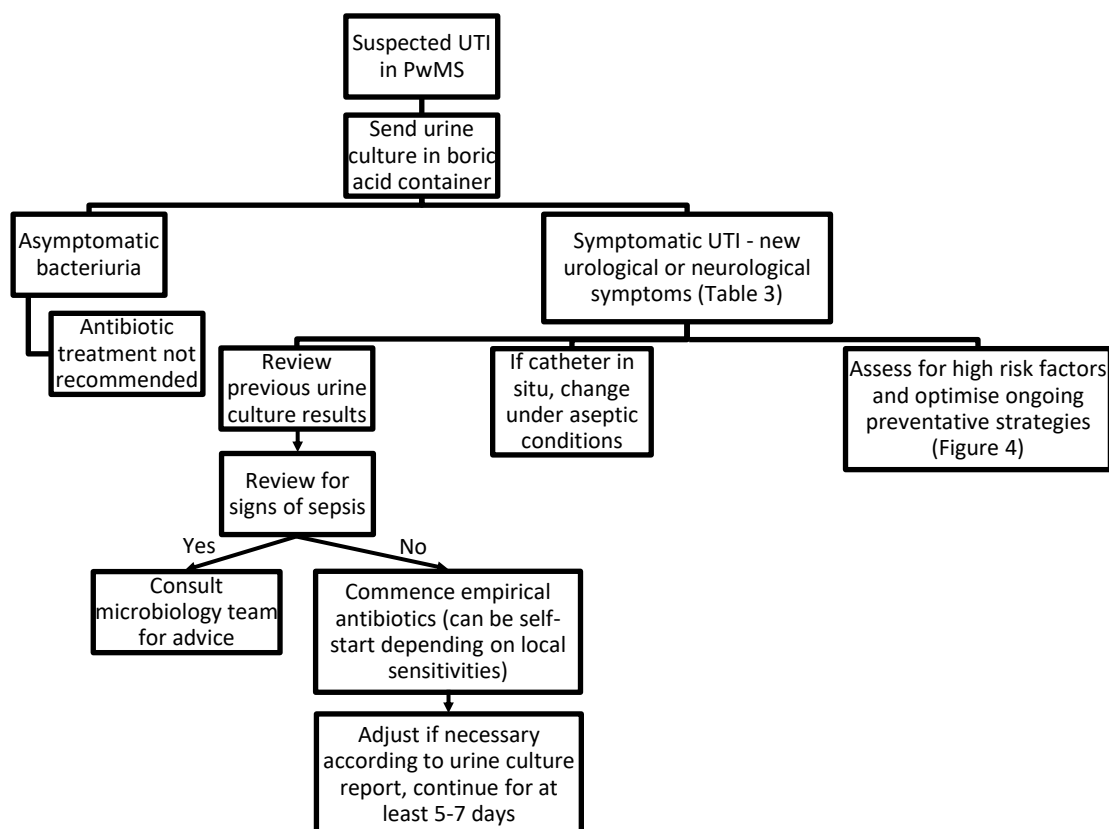 Suspected UTI
in PwMS
Send urine
culture in boric
acid container
Asymptomatic
bacteriuria
Antibiotic
treatment not
recommended
Symptomatic UTI - new
urological or neurological
symptoms (Table 3)
Review
previous urine
culture results
If catheter in
situ, change
under aseptic
conditions
Assess for high risk factors
and optimise ongoing
preventative strategies
(Figure 4)
Review for
signs of sepsis
Yes
No
Consult
microbiology team
for advice
Commence empirical
antibiotics (can be self-
start depending on local
sensitivities)
Adjust if necessary
according to urine culture
report, continue for at
least 5-7 days